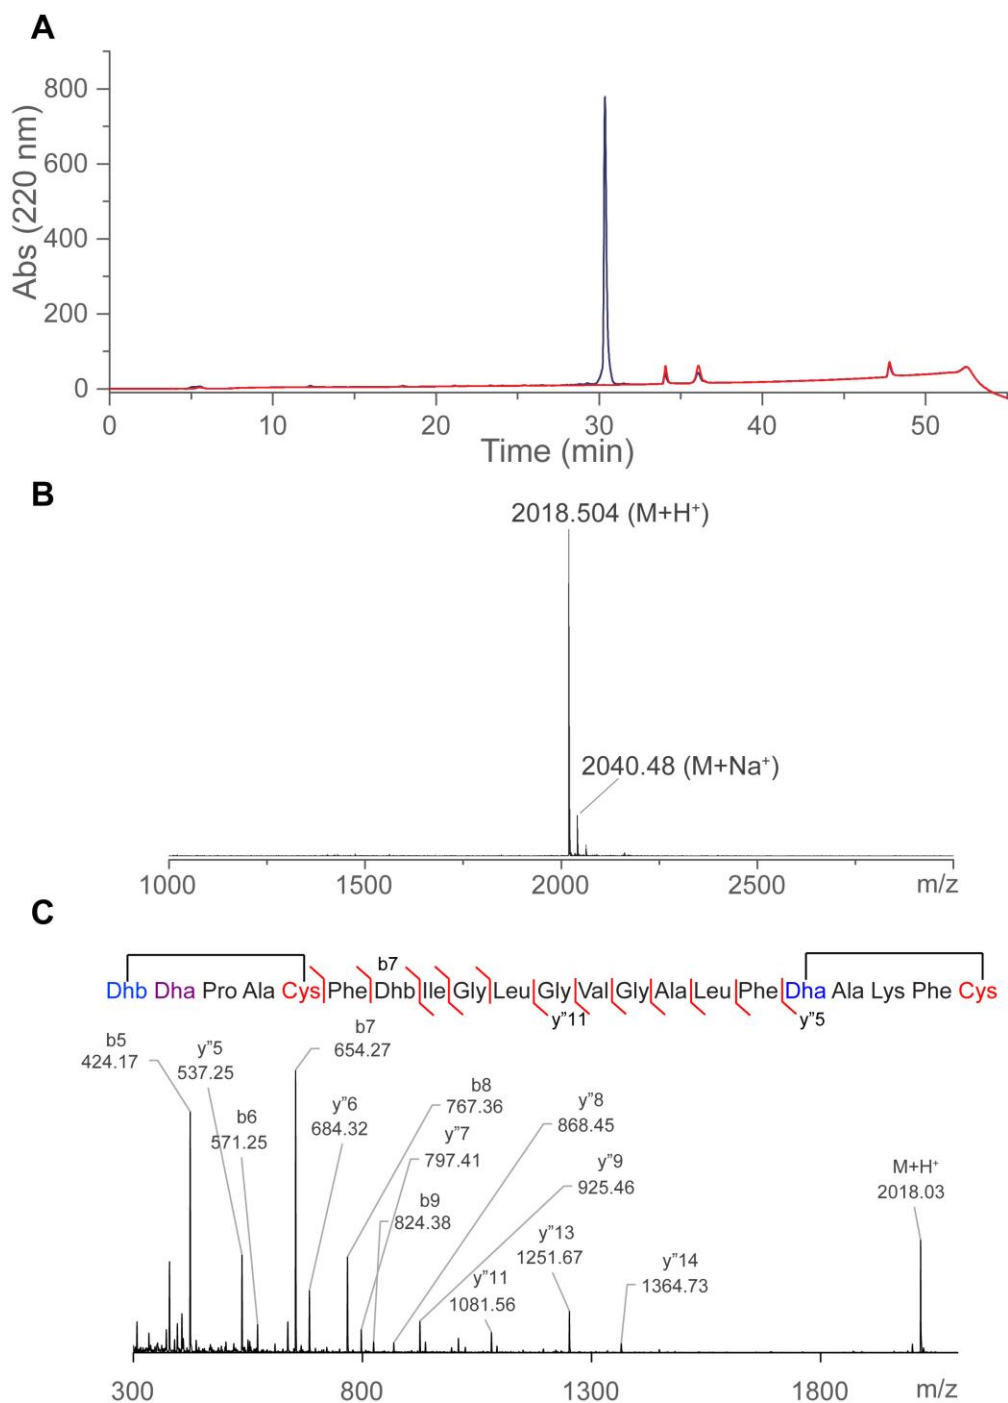 A
Abs (220 nm)
800
600
400
200
0
0 10 20 30 40 50
Time (min)
B
2018.504 (M+H⁺)
2040.48 (M+Na⁺)
1000 1500 2000 2500 m/z
C
b7
Dhb Dha Pro Ala Cys Phe Dhb Ile Gly Leu Gly Val Gly Ala Leu Phe Dha Ala Lys Phe Cys
y"11 y"5
b5
424.17
y"5
537.25
b6
571.25
b7
654.27
y"6
684.32
b8
767.36
y"7
797.41
b9
824.38
y"8
868.45
y"9
925.46
y"11
1081.56
y"13
1251.67
y"14
1364.73
M+H⁺
2018.03
300 800 1300 1800 m/z